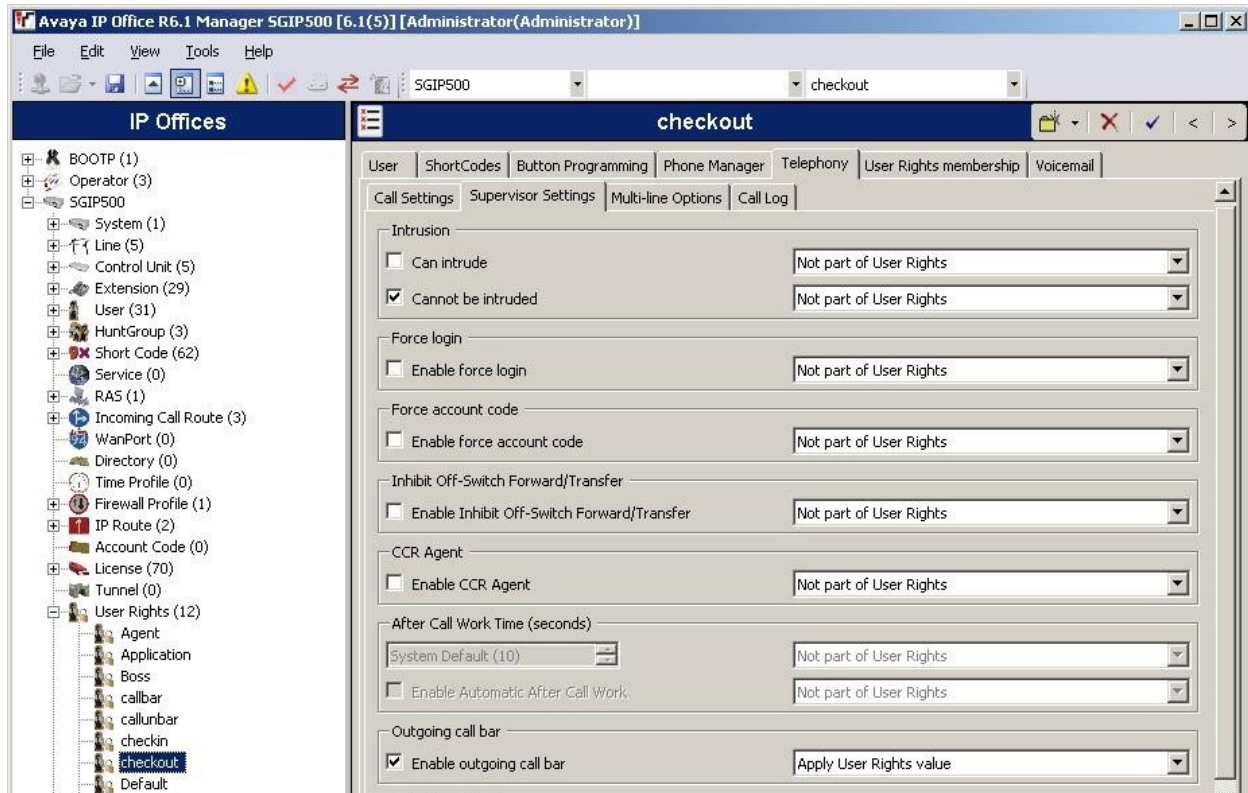 Avaya IP Office R6.1 Manager SGIP500 [6.1(5)] [Administrator(Administrator)]
File Edit View Tools Help
SGIP500 checkout
IP Offices
BOOTP (1)
Operator (3)
SGIP500
System (1)
Line (5)
Control Unit (5)
Extension (29)
User (31)
HuntGroup (3)
Short Code (62)
Service (0)
RAS (1)
Incoming Call Route (3)
WanPort (0)
Directory (0)
Time Profile (0)
Firewall Profile (1)
IP Route (2)
Account Code (0)
License (70)
Tunnel (0)
User Rights (12)
Agent
Application
Boss
callbar
callunbar
checkin
checkout
Default
checkout
User ShortCodes Button Programming Phone Manager Telephony User Rights membership Voicemail
Call Settings Supervisor Settings Multi-line Options Call Log
Intrusion
Can intrude Not part of User Rights
Cannot be intruded Not part of User Rights
Force login
Enable force login Not part of User Rights
Force account code
Enable force account code Not part of User Rights
Inhibit Off-Switch Forward/Transfer
Enable Inhibit Off-Switch Forward/Transfer Not part of User Rights
CCR Agent
Enable CCR Agent Not part of User Rights
After Call Work Time (seconds)
System Default (10) Not part of User Rights
Enable Automatic After Call Work Not part of User Rights
Outgoing call bar
Enable outgoing call bar Apply User Rights value